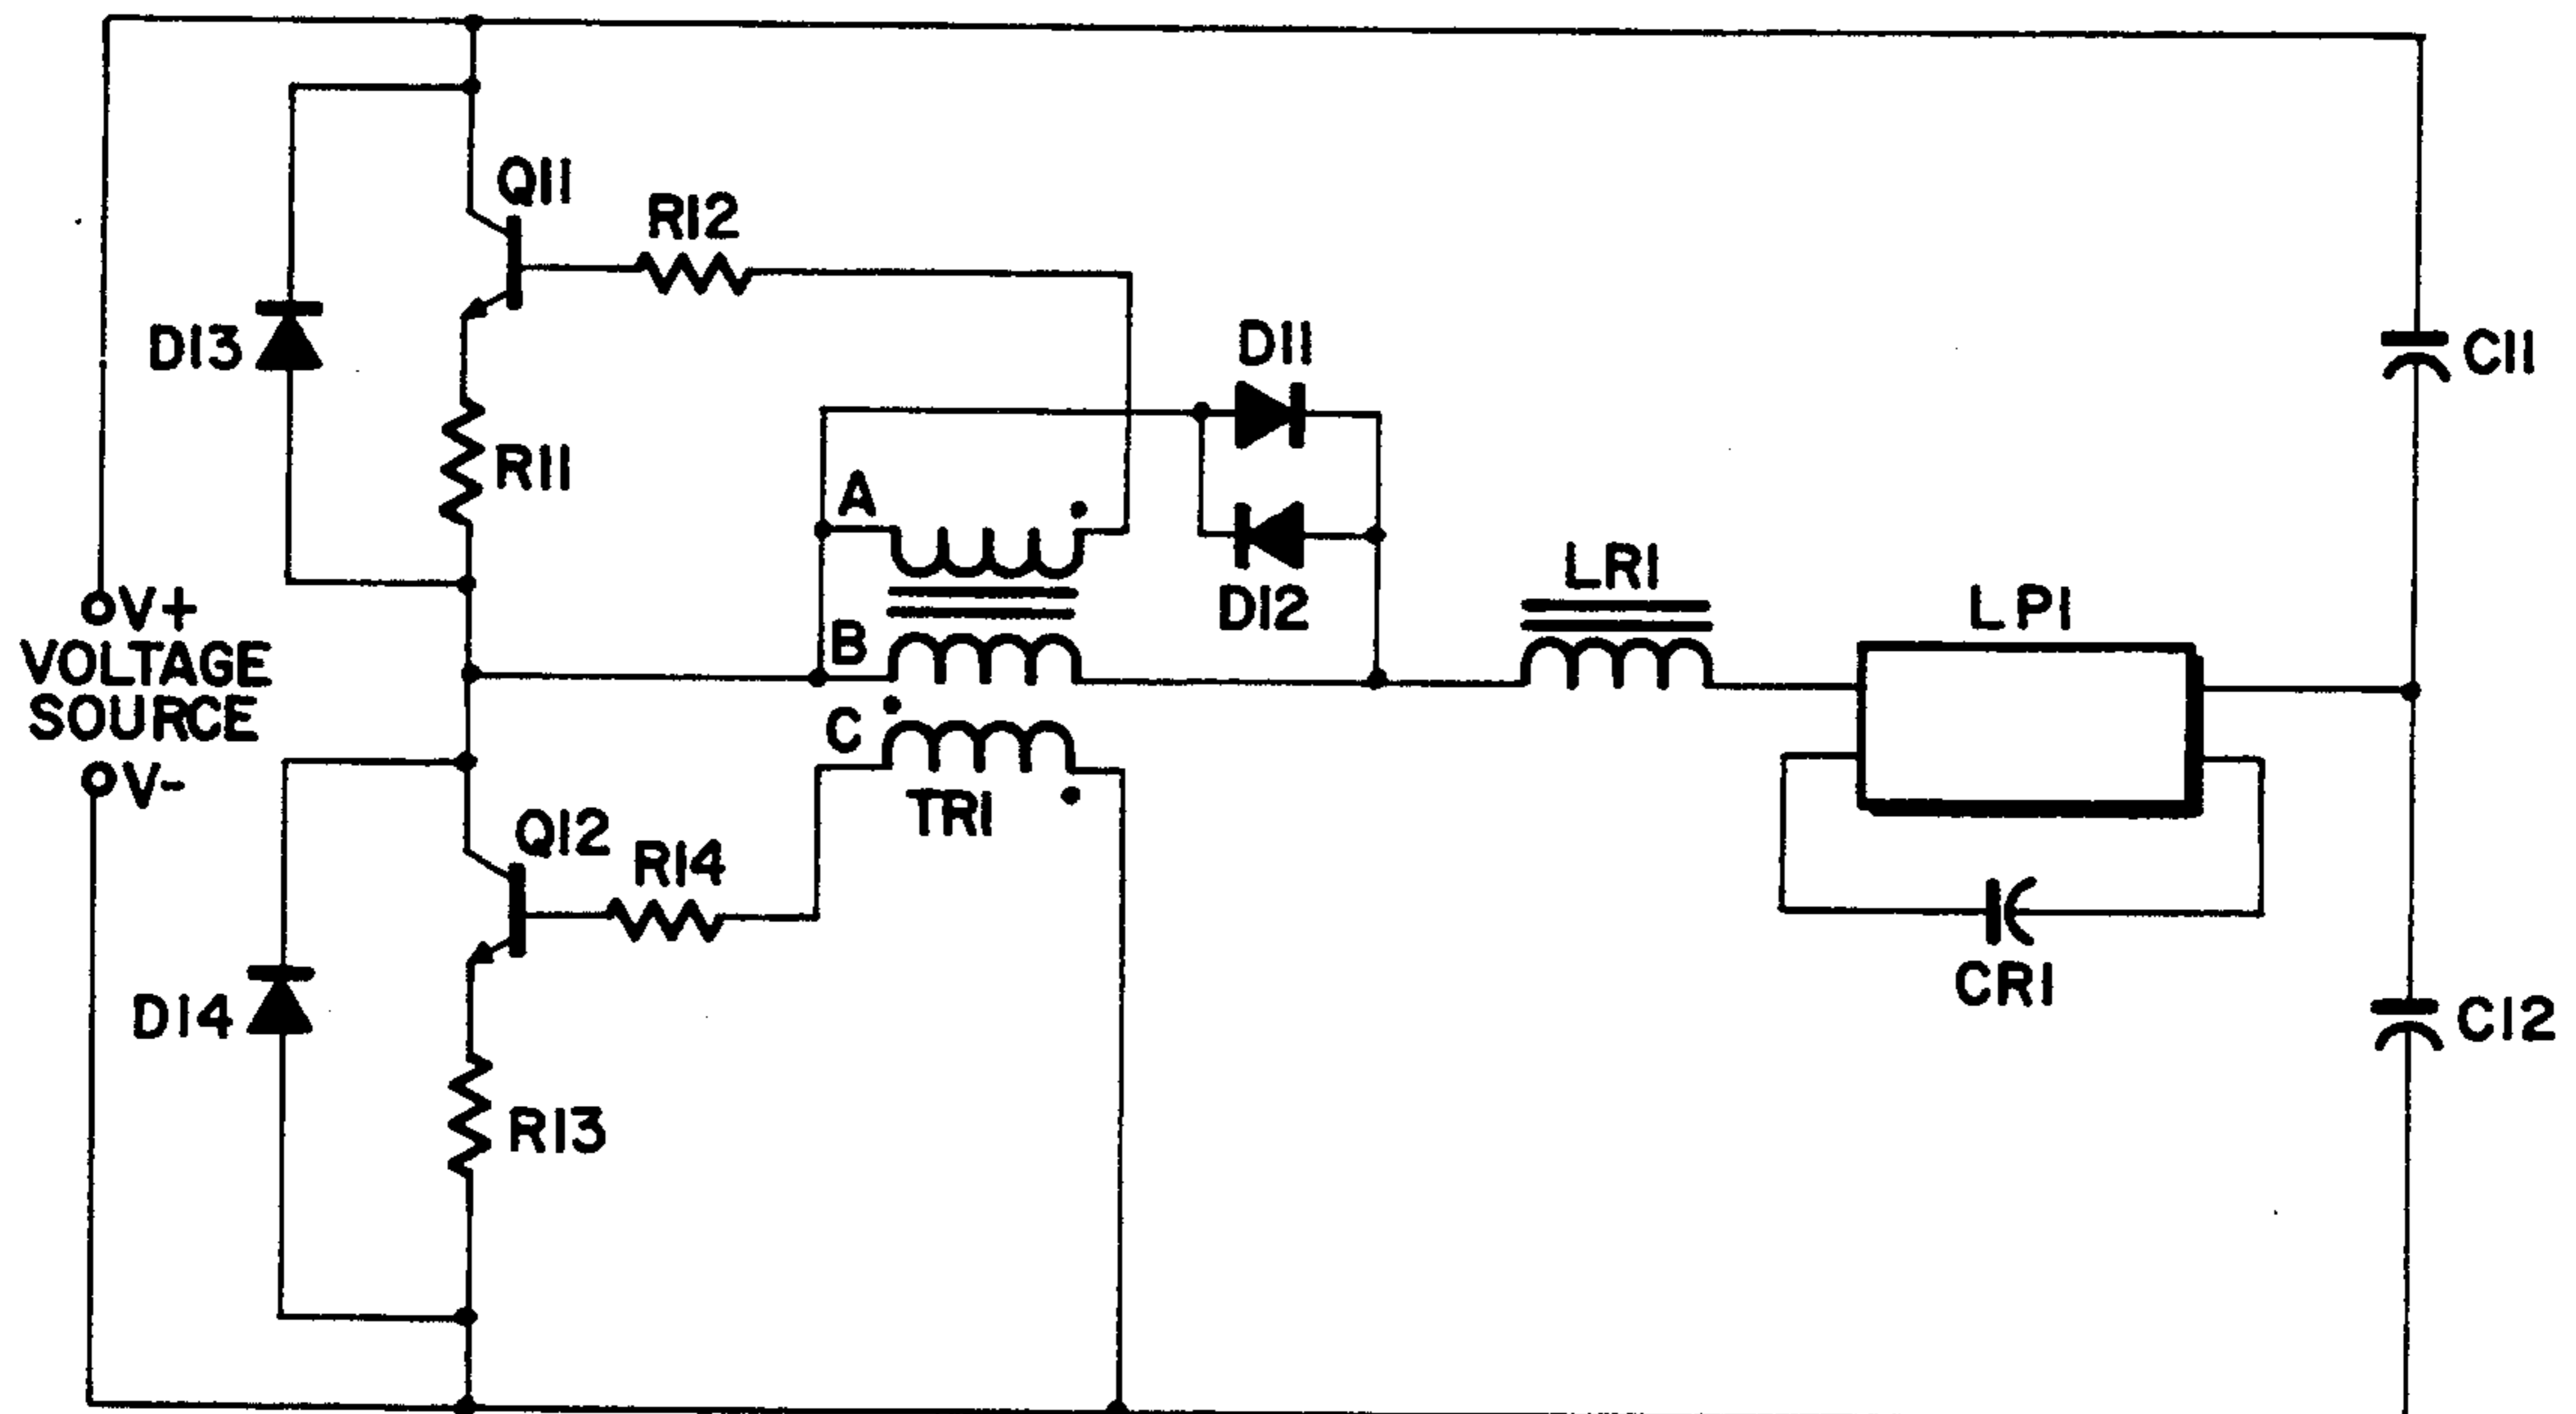 Q11
R12
D13
D11
C11
R11
A
LR1
LP1
V+
D12
VOLTAGE
SOURCE
B
V-
C
TR1
Q12
R14
D14
CR1
C12
R13